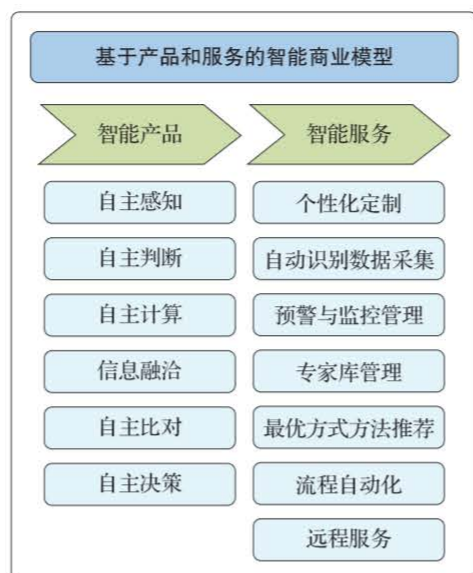 基于产品和服务的智能商业模型
智能产品
智能服务
自主感知
个性化定制
自主判断
自动识别数据采集
自主计算
预警与监控管理
信息融洽
专家库管理
自主比对
最优方式方法推荐
自主决策
流程自动化
远程服务